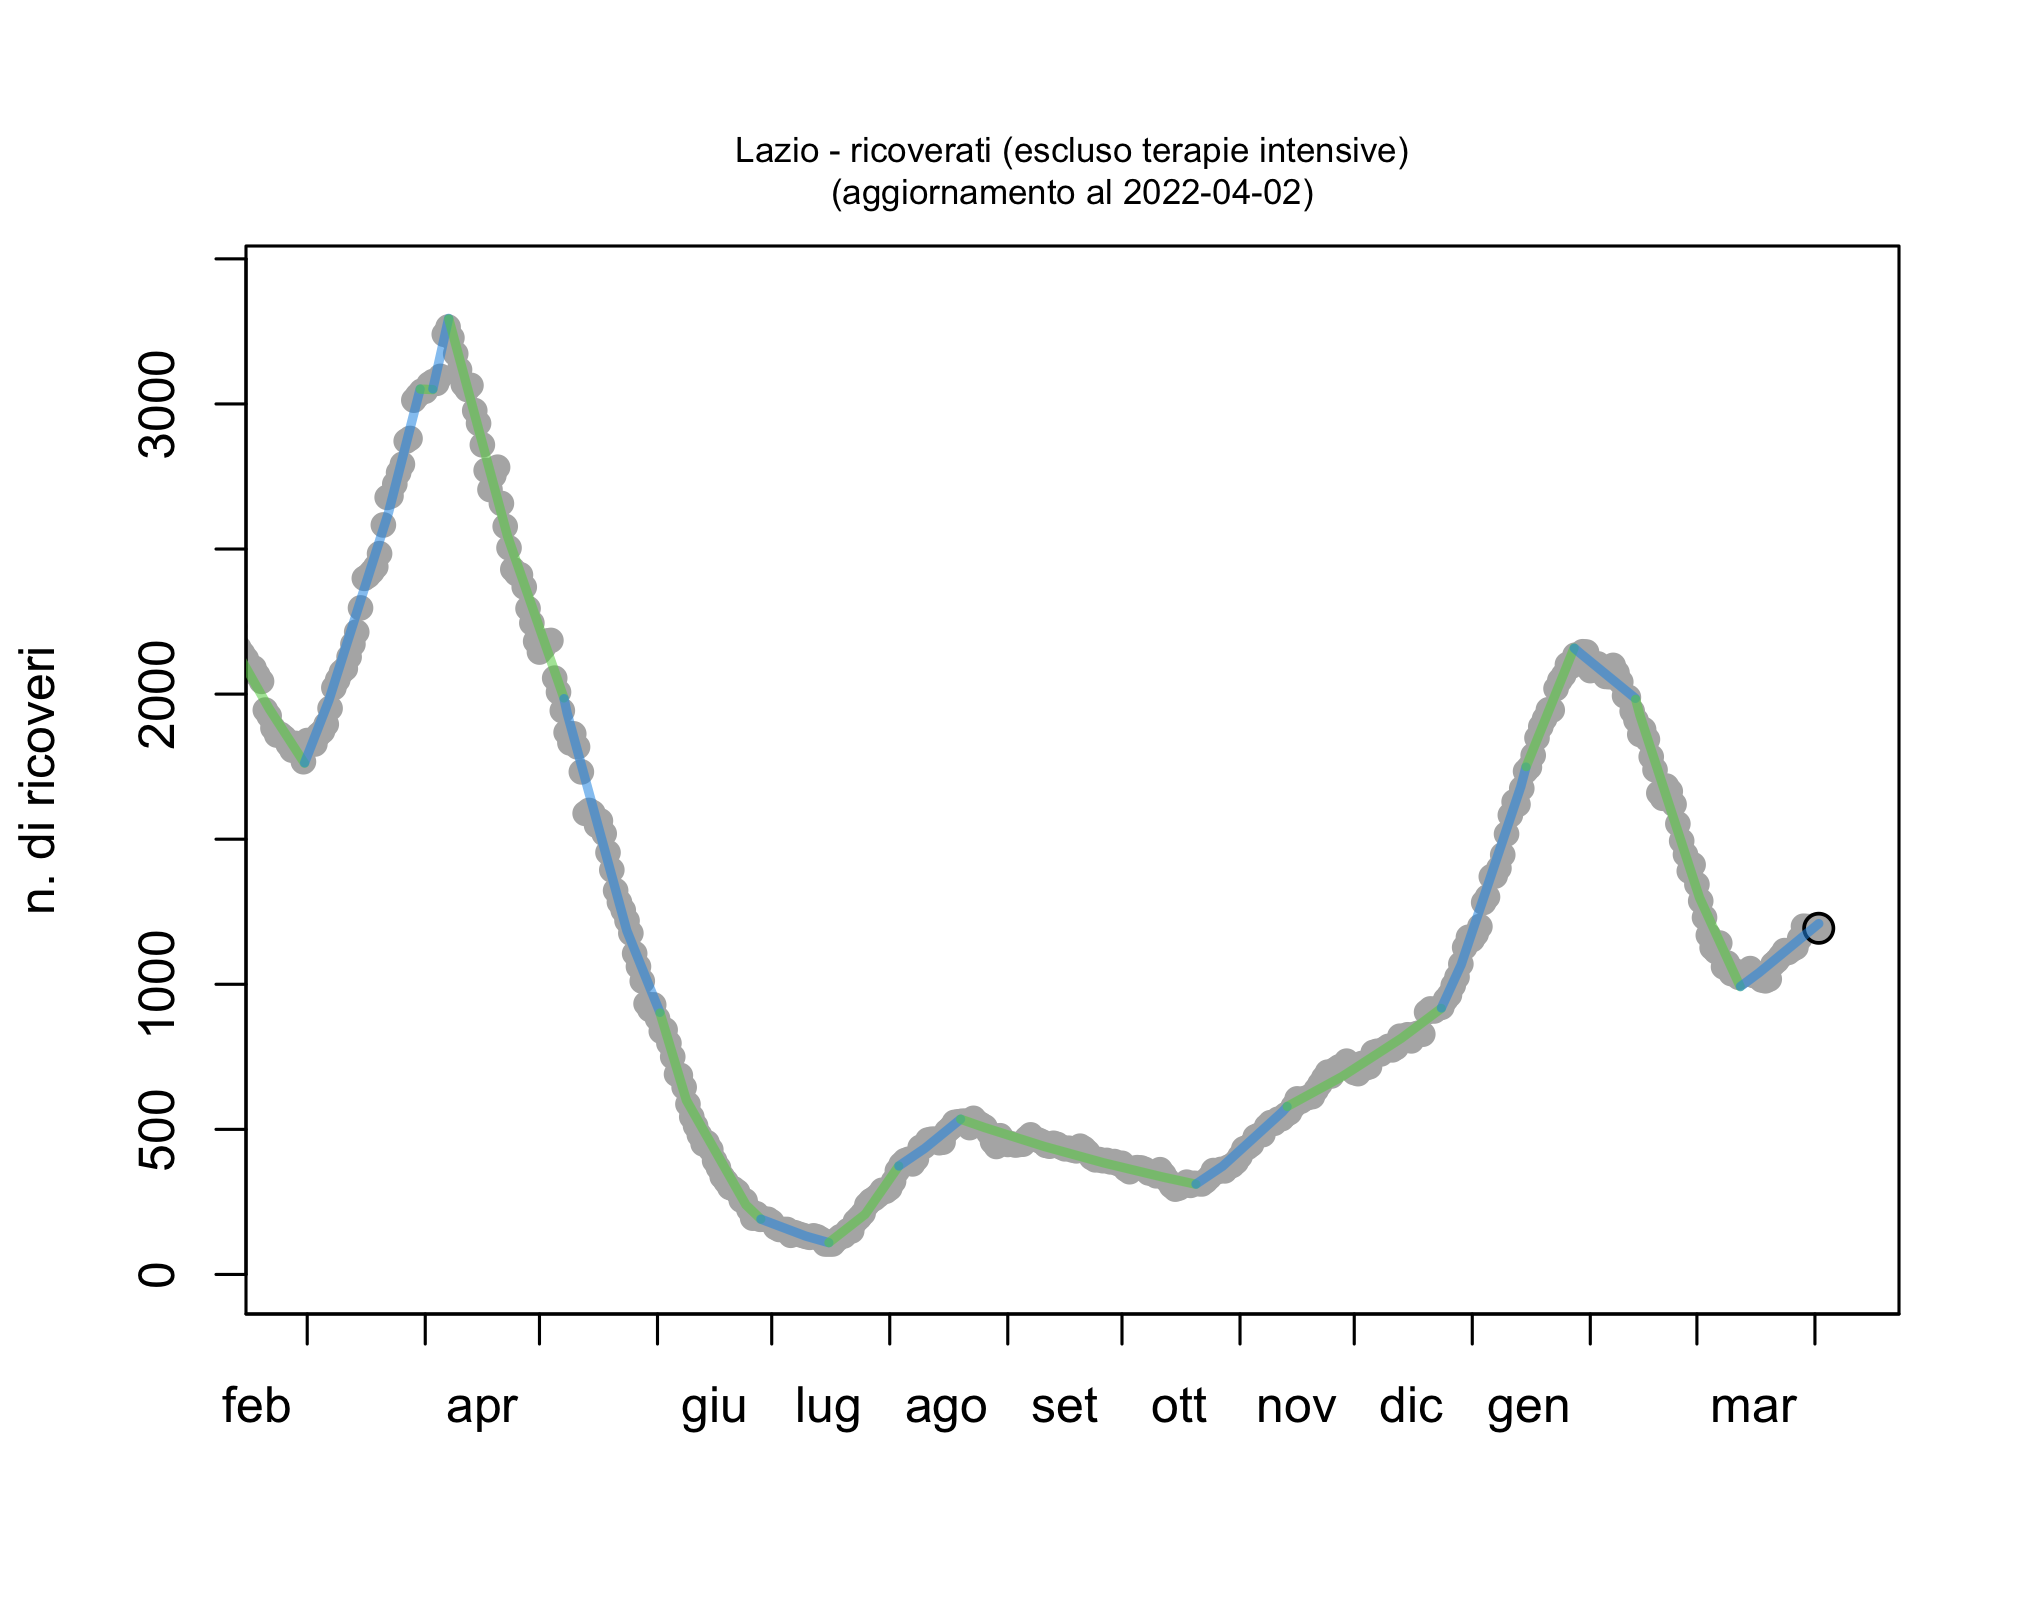 Lazio - ricoverati (escluso terapie intensive)
(aggiornamento al 2022-04-02)
n. di ricoveri
3000
2000
1000
500
0
feb apr giu lug ago set ott nov dic gen mar